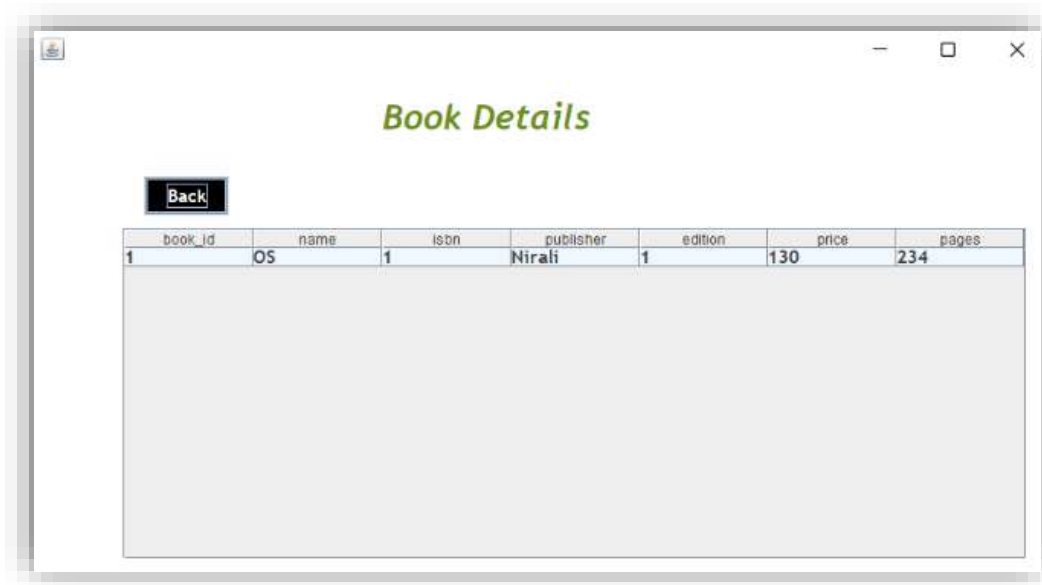 Book Details
Back
book_id name isbn publisher edition price pages
1 OS 1 Nirali 1 130 234